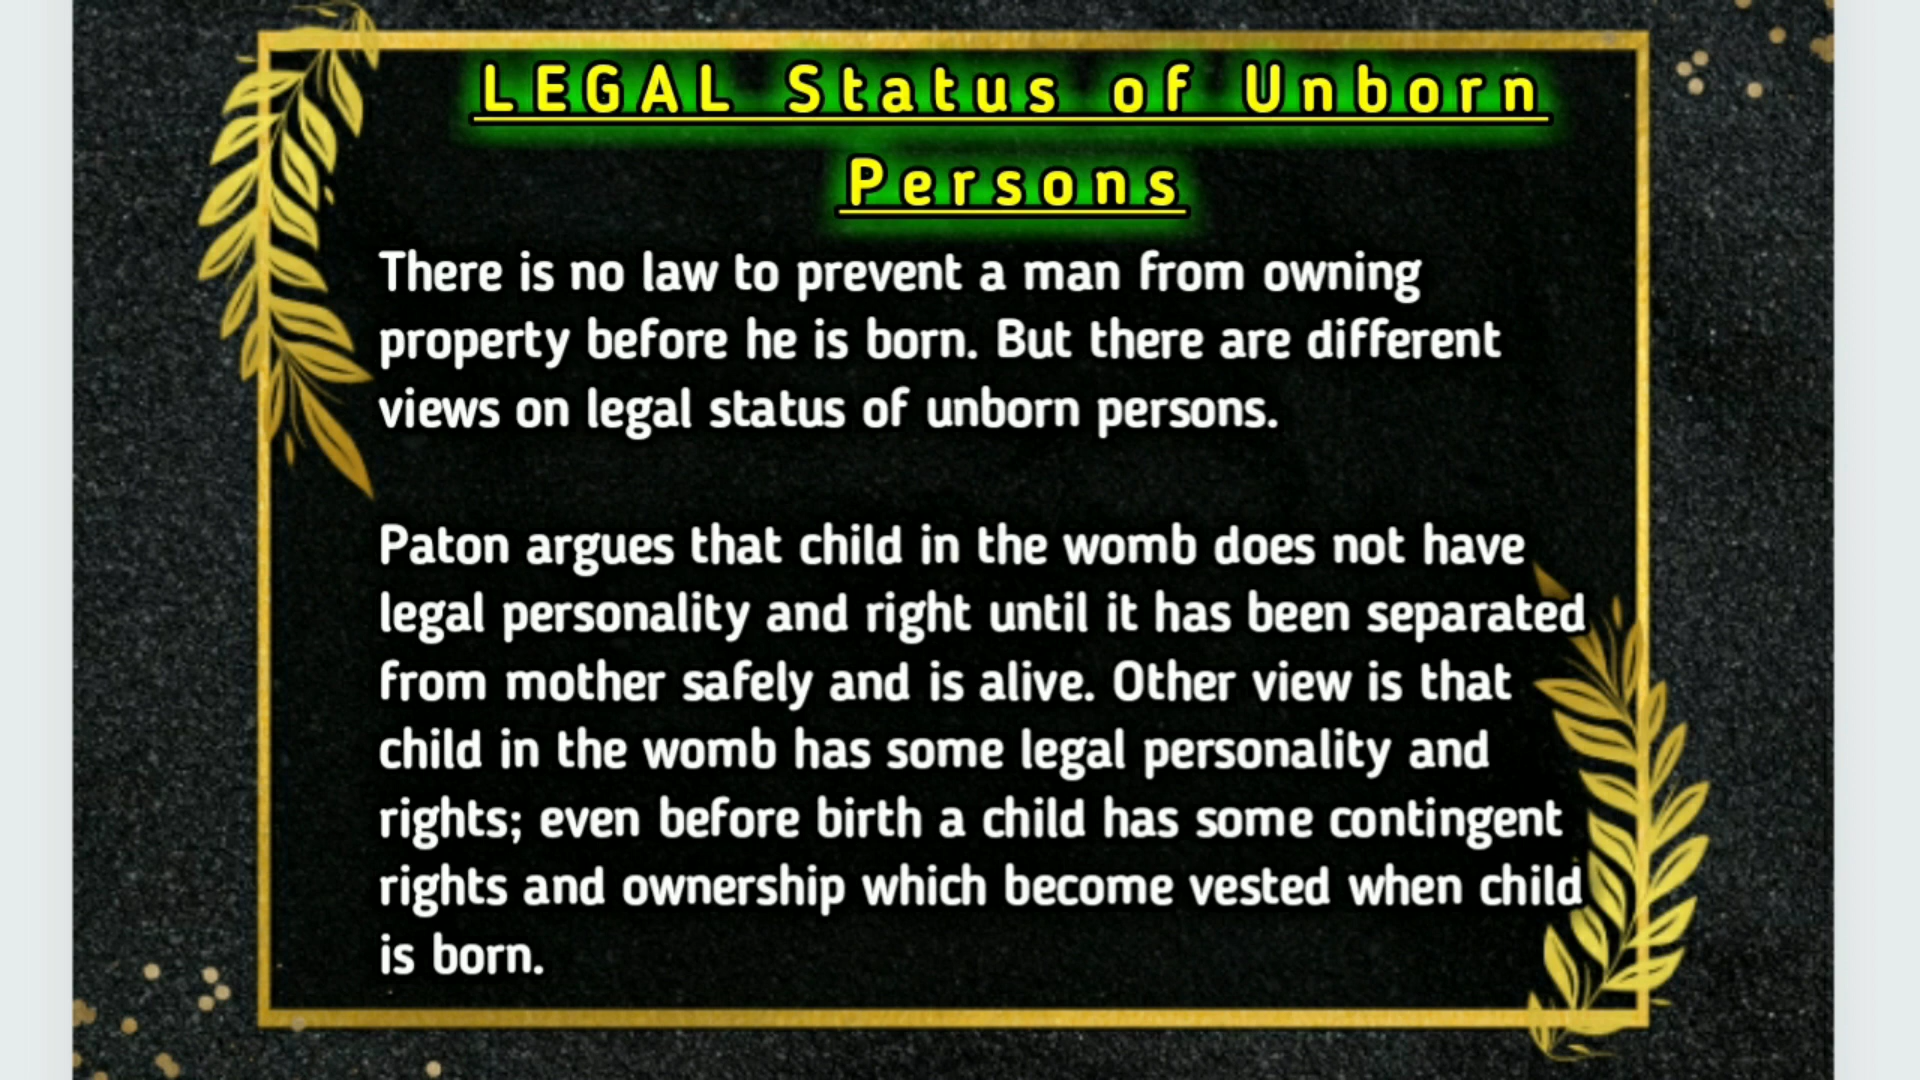 LEGAL Status of Unborn
Persons
There is no law to prevent a man from owning
property before he is born. But there are different
views on legal status of unborn persons.
Paton argues that child in the womb does not have
legal personality and right until it has been separated
from mother safely and is alive. Other view is that
child in the womb has some legal personality and
rights; even before birth a child has some contingent
rights and ownership which become vested when child
is born.